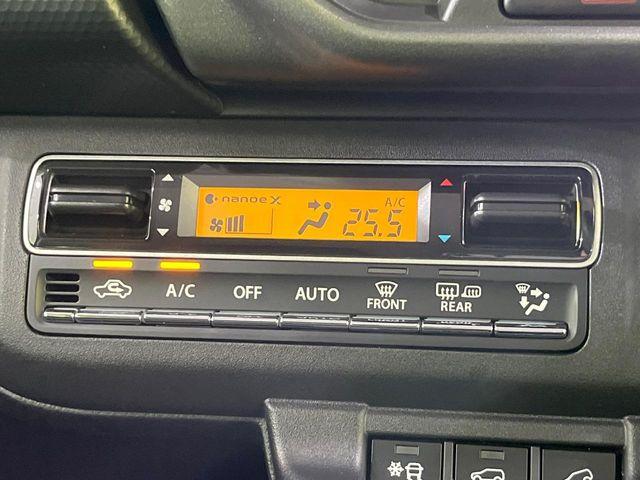 nanoe X
A/C
25.5
A/C
OFF
AUTO
FRONT
REAR